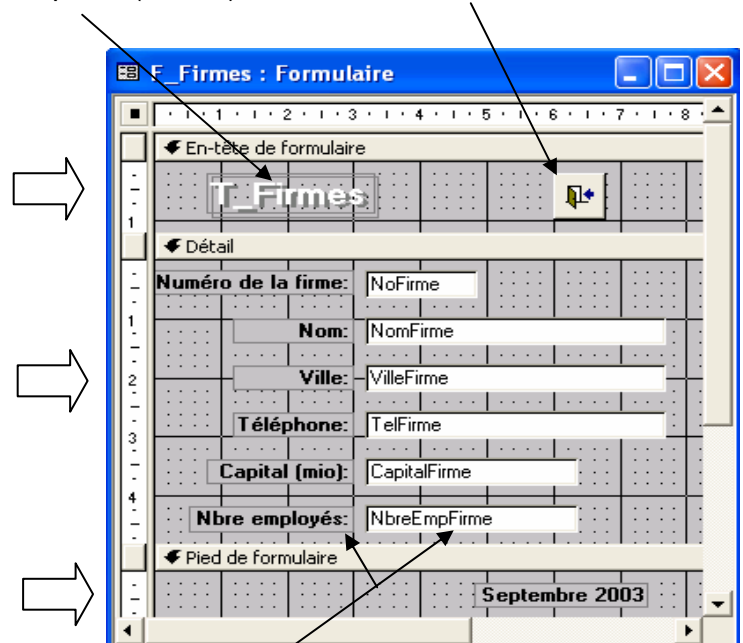 F_Firmes : Formulaire
1 2 3 4 5 6 7 8
En-tête de formulaire
T_Firmes
1
Détail
Numéro de la firme: NoFirme
1
Nom: NomFirme
2
Ville: VilleFirme
Téléphone: TelFirme
3
Capital (mio): CapitalFirme
4
Nbre employés: NbreEmpFirme
Pied de formulaire
Septembre 2003